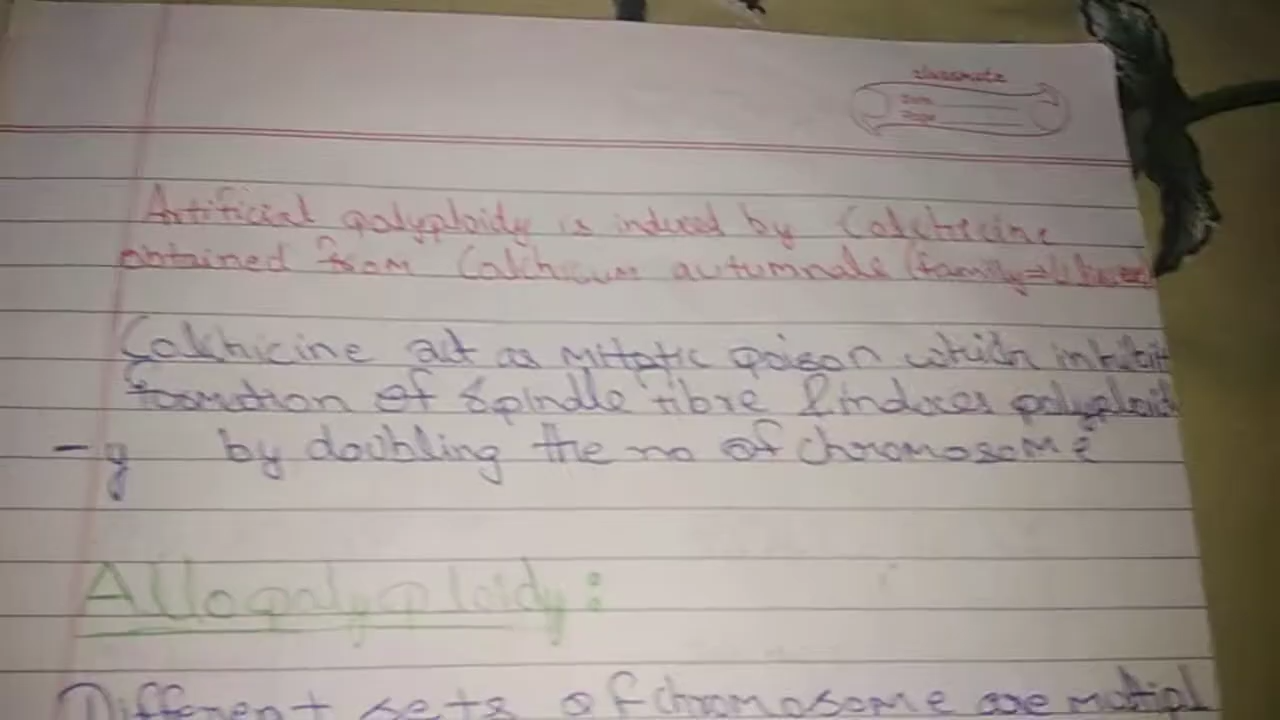 classmate
Date
Page
Artificial polyploidy is induced by Colchicine
obtained from Colchicum autumnale (family⇒
Colchicine act as mitotic poison which inhibit
formation of spindle fibre & induces polyploid
-y by doubling the no of chromosome
Allopolyploidy:
Different sets of chromosome are